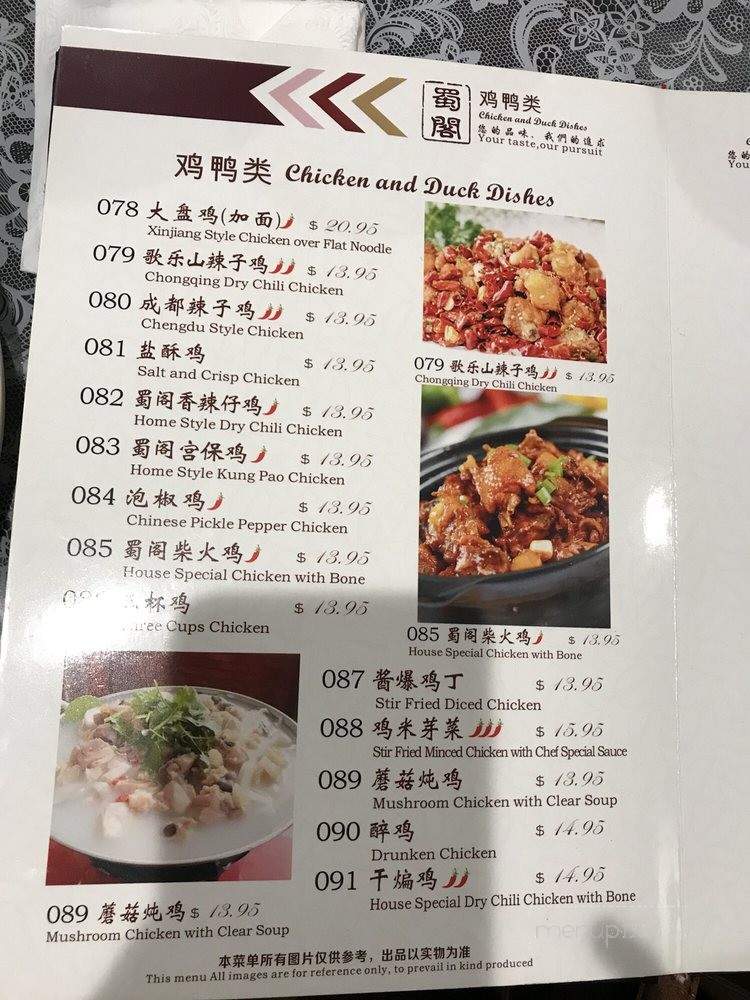 蜀閣
鸡鸭类
Chicken and Duck Dishes
您的品味、我們的追求
Your taste,our pursuit
鸡鸭类 Chicken and Duck Dishes
078 大盘鸡(加面) $ 20.95
Xinjiang Style Chicken over Flat Noodle
079 歌乐山辣子鸡 $ 13.95
Chongqing Dry Chili Chicken
080 成都辣子鸡 $ 13.95
Chengdu Style Chicken
081 盐酥鸡 $ 13.95
Salt and Crisp Chicken
082 蜀阁香辣仔鸡 $ 13.95
Home Style Dry Chili Chicken
083 蜀阁宫保鸡 $ 13.95
Home Style Kung Pao Chicken
084 泡椒鸡 $ 13.95
Chinese Pickle Pepper Chicken
085 蜀阁柴火鸡 $ 13.95
House Special Chicken with Bone
杯鸡 $ 13.95
Three Cups Chicken
079 歌乐山辣子鸡 $ 13.95
Chongqing Dry Chili Chicken
085 蜀阁柴火鸡 $ 13.95
House Special Chicken with Bone
087 酱爆鸡丁 $ 13.95
Stir Fried Diced Chicken
088 鸡米芽菜 $ 15.95
Stir Fried Minced Chicken with Chef Special Sauce
089 蘑菇炖鸡 $ 13.95
Mushroom Chicken with Clear Soup
090 醉鸡 $ 14.95
Drunken Chicken
091 干煸鸡 $ 14.95
House Special Dry Chili Chicken with Bone
089 蘑菇炖鸡 $ 13.95
Mushroom Chicken with Clear Soup
本菜单所有图片仅供参考，出品以实物为准
This menu All images are for reference only, to prevail in kind produced
您的
You